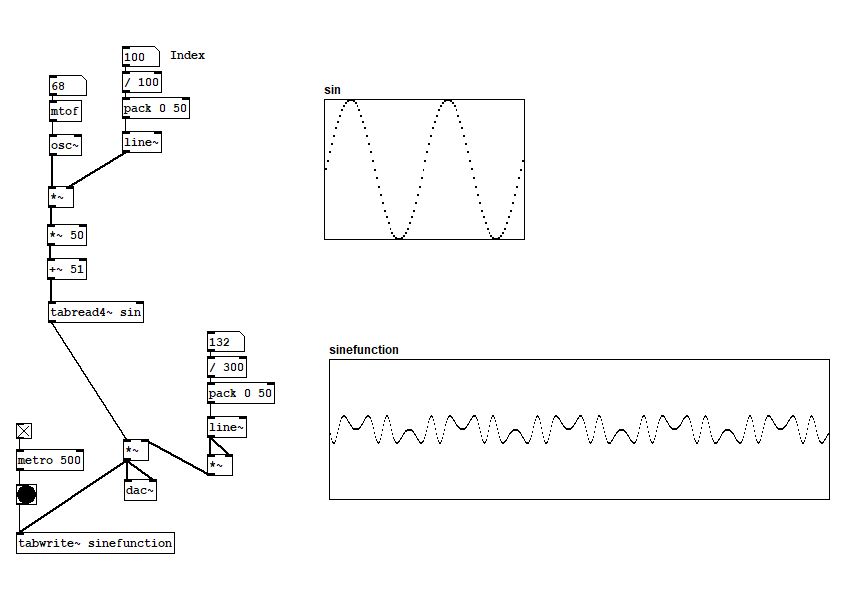 100
Index
/ 100
68
pack 0 50
mtof
line~
osc~
*~
*~ 50
+~ 51
tabread4~ sin
sin
132
/ 300
pack 0 50
line~
*~
*~
metro 500
dac~
tabwrite~ sinefunction
sinefunction